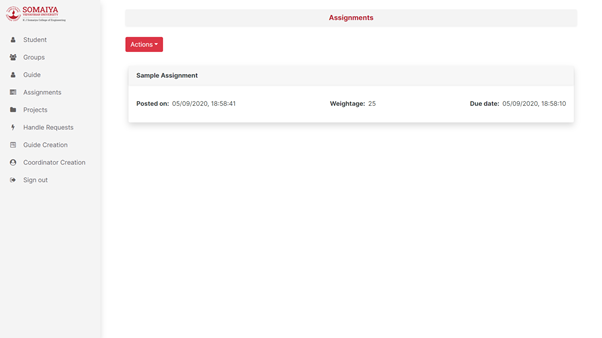 SOMAIYA
VIDYAVIHAR UNIVERSITY
K J Somaiya College of Engineering
Student
Groups
Guide
Assignments
Projects
Handle Requests
Guide Creation
Coordinator Creation
Sign out
Assignments
Actions
Sample Assignment
Posted on: 05/09/2020, 18:58:41 Weightage: 25 Due date: 05/09/2020, 18:58:10